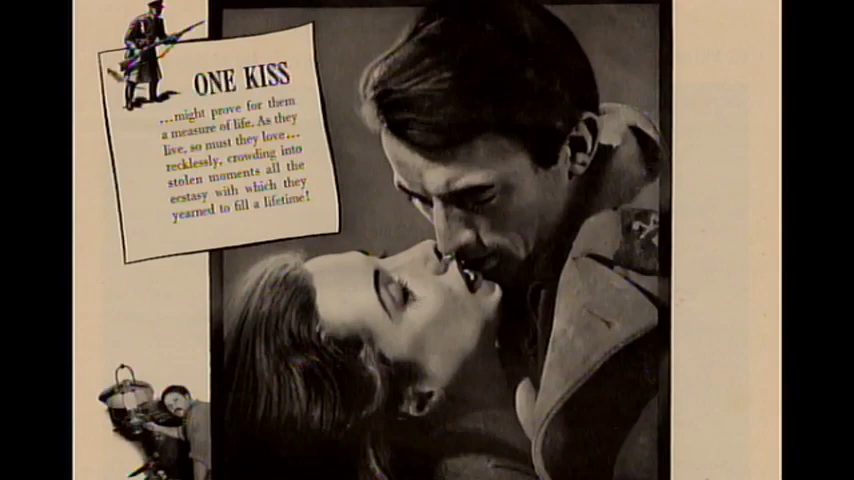 ONE KISS
...might prove for them
a measure of life. As they
live, so must they love...
recklessly, crowding into
stolen moments all the
ecstasy with which they
yearned to fill a lifetime!